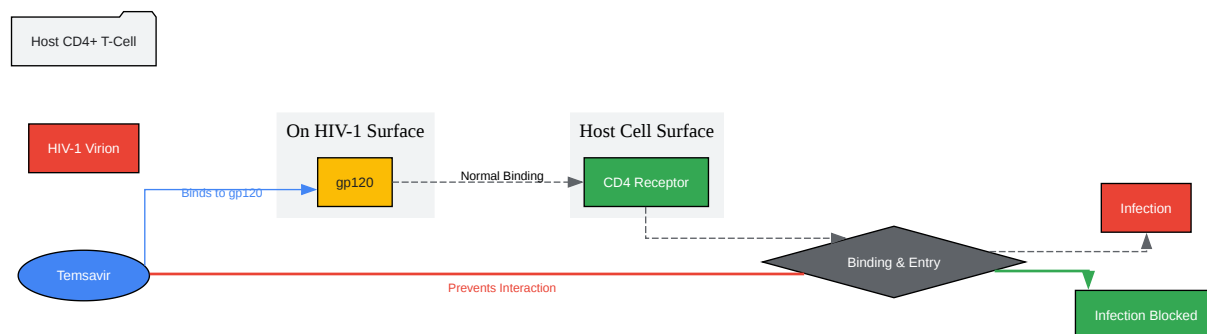 Host CD4+ T-Cell
On HIV-1 Surface
Host Cell Surface
HIV-1 Virion
Normal Binding
gp120
CD4 Receptor
Binds to gp120
Infection
Binding & Entry
Temsavir
Prevents Interaction
Infection Blocked